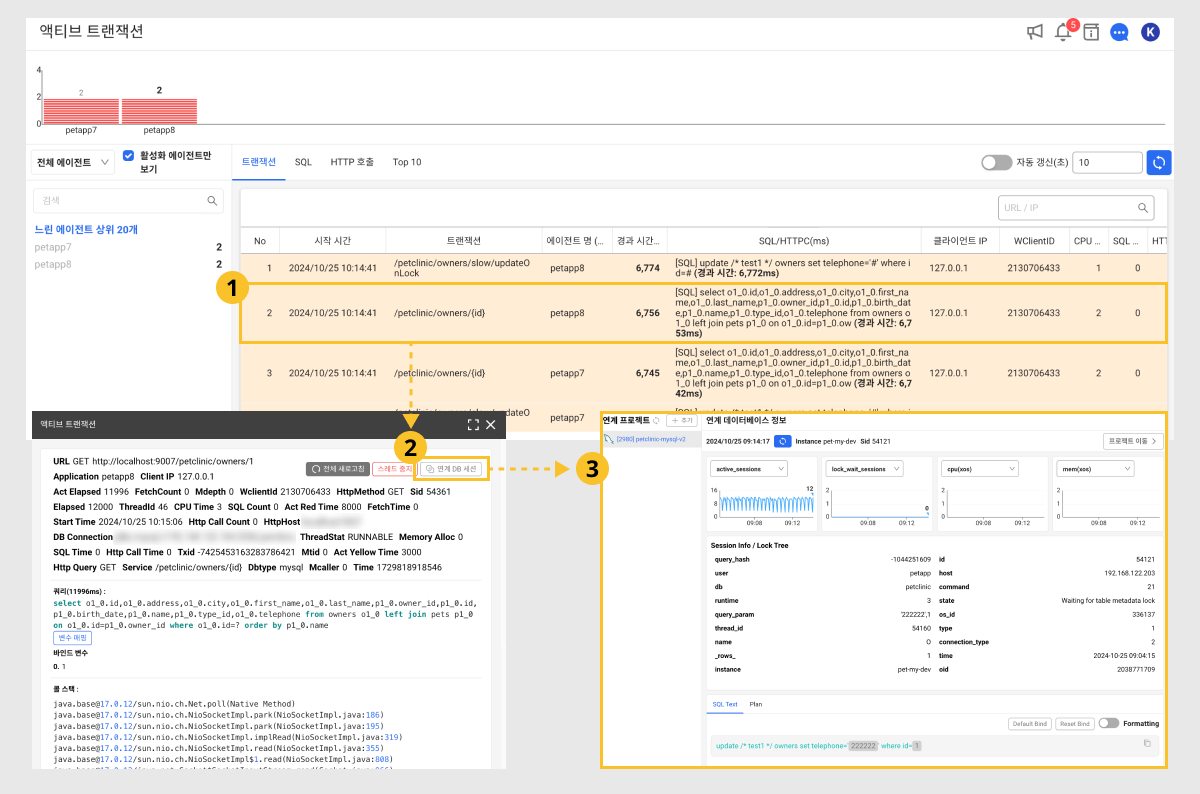 액티브 트랜잭션
5
K
4
2
0
2
2
petapp7
petapp8
전체 에이전트
활성화 에이전트만
보기
트랜잭션 SQL HTTP 호출 Top 10
자동 갱신(초) 10
검색
URL / IP
느린 에이전트 상위 20개
petapp7 2
petapp8 2
No 시작 시간 트랜잭션 에이전트 명 (... 경과 시간... SQL/HTTPC(ms) 클라이언트 IP WClientID CPU ... SQL ... HTT
1 2024/10/25 10:14:41 /petclinic/owners/slow/updateO
nLock petapp8 6,774 [SQL] update /* test1 */ owners set telephone='#' where i
d=# (경과 시간: 6,772ms) 127.0.0.1 2130706433 1 0
1
2 2024/10/25 10:14:41 /petclinic/owners/{id} petapp8 6,756 [SQL] select o1_0.id,o1_0.address,o1_0.city,o1_0.first_na
me,o1_0.last_name,p1_0.owner_id,p1_0.id,p1_0.birth_dat
e,p1_0.name,p1_0.type_id,o1_0.telephone from owners o
1_0 left join pets p1_0 on o1_0.id=p1_0.ow (경과 시간: 6,7
53ms) 127.0.0.1 2130706433 2 0
3 2024/10/25 10:14:41 /petclinic/owners/{id} petapp7 6,745 [SQL] select o1_0.id,o1_0.address,o1_0.city,o1_0.first_na
me,o1_0.last_name,p1_0.owner_id,p1_0.id,p1_0.birth_dat
e,p1_0.name,p1_0.type_id,o1_0.telephone from owners o
1_0 left join pets p1_0 on o1_0.id=p1_0.ow (경과 시간: 6,7
42ms) 127.0.0.1 2130706433 2 0
petapp7
액티브 트랜잭션
2
URL GET http://localhost:9007/petclinic/owners/1
전체 새로고침 스레드 중지 연계 DB 세션
Application petapp8 Client IP 127.0.0.1
Act Elapsed 11996 FetchCount 0 Mdepth 0 WclientId 2130706433 HttpMethod GET Sid 54361
Elapsed 12000 ThreadId 46 CPU Time 3 SQL Count 0 Act Red Time 8000 FetchTime 0
Start Time 2024/10/25 10:15:06 Http Call Count 0 HttpHost
DB Connection ThreadStat RUNNABLE Memory Alloc 0
SQL Time 0 Http Call Time 0 Txid -7425453163283786421 Mtid 0 Act Yellow Time 3000
Http Query GET Service /petclinic/owners/{id} Dbtype mysql Mcaller 0 Time 1729818918546
쿼리(11996ms) :
select o1_0.id,o1_0.address,o1_0.city,o1_0.first_name,o1_0.last_name,p1_0.owner_id,p1_0.id,
p1_0.birth_date,p1_0.name,p1_0.type_id,o1_0.telephone from owners o1_0 left join pets p1_0
on o1_0.id=p1_0.owner_id where o1_0.id=? order by p1_0.name
변수 매핑
바인드 변수
0. 1
콜 스택 :
java.base@17.0.12/sun.nio.ch.Net.poll(Native Method)
java.base@17.0.12/sun.nio.ch.NioSocketImpl.park(NioSocketImpl.java:186)
java.base@17.0.12/sun.nio.ch.NioSocketImpl.park(NioSocketImpl.java:195)
java.base@17.0.12/sun.nio.ch.NioSocketImpl.implRead(NioSocketImpl.java:319)
java.base@17.0.12/sun.nio.ch.NioSocketImpl.read(NioSocketImpl.java:355)
java.base@17.0.12/sun.nio.ch.NioSocketImpl$1.read(NioSocketImpl.java:808)
3
연계 프로젝트 + 추가 연계 데이터베이스 정보
[2980] petclinic-mysql-v2
2024/10/25 09:14:17 Instance pet-my-dev Sid 54121 프로젝트 이동
active_sessions lock_wait_sessions cpu(xos) mem(xos)
16
8
0
12
09:08 09:12
2
1
0
0
09:08 09:12
2
1
0
09:08 09:12
2
1
0
09:08 09:12
Session Info / Lock Tree
query_hash -1044251609 id 54121
user petapp host 192.168.122.203
db petclinic command 21
runtime 3 state Waiting for table metadata lock
query_param '222222',1 os_id 336137
thread_id 54160 type 1
name O connection_type 2
_rows_ 1 time 2024-10-25 09:04:15
instance pet-my-dev oid 2038771709
SQL Text Plan
Default Bind Reset Bind Formatting
update /* test1 */ owners set telephone='222222' where id=1